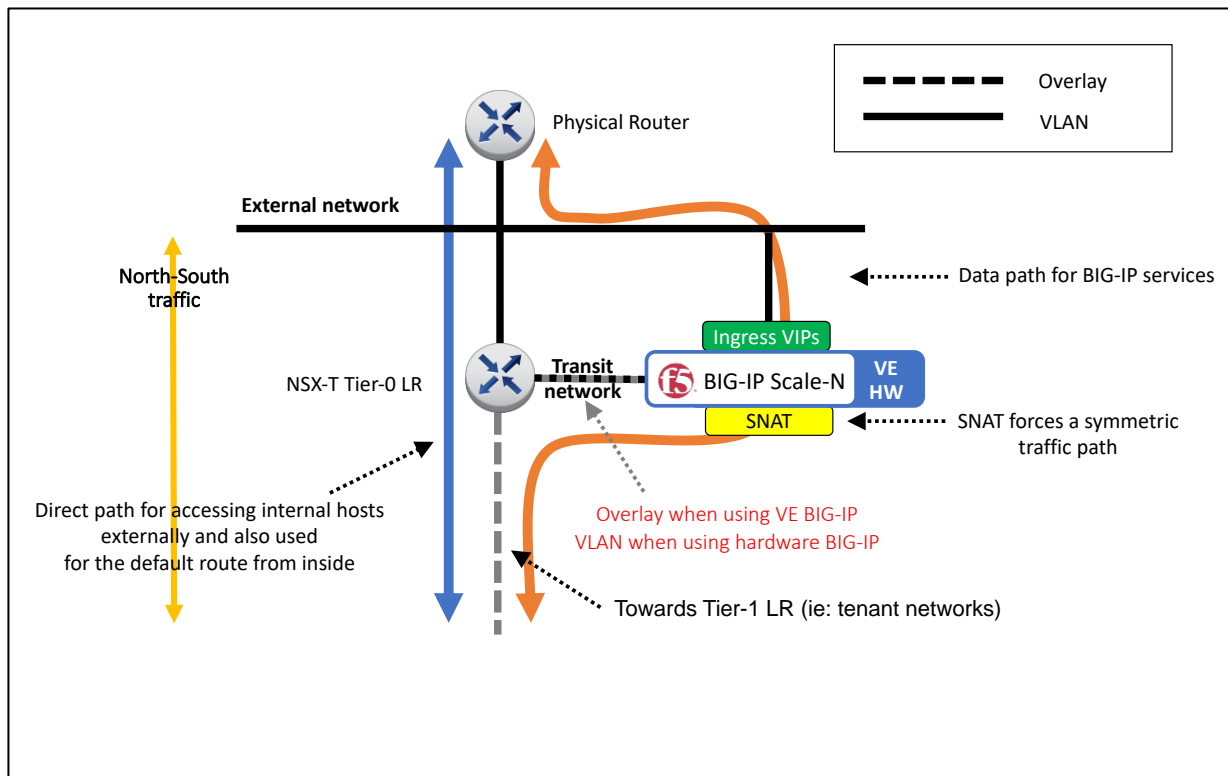 Overlay
VLAN
Physical Router
External network
North-South
traffic
Data path for BIG-IP services
Ingress VIPs
NSX-T Tier-0 LR
Transit
network
f5
BIG-IP Scale-N
VE
HW
SNAT
SNAT forces a symmetric
traffic path
Direct path for accessing internal hosts
externally and also used
for the default route from inside
Overlay when using VE BIG-IP
VLAN when using hardware BIG-IP
Towards Tier-1 LR (ie: tenant networks)